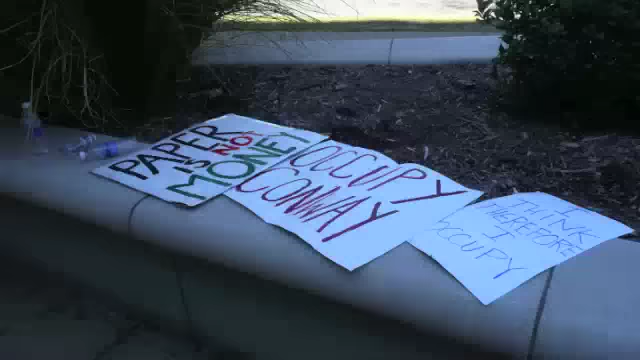 PAPER
IS NOT
MONEY
OCCUPY
CONWAY
I
THINK
THEREFORE
I
OCCUPY